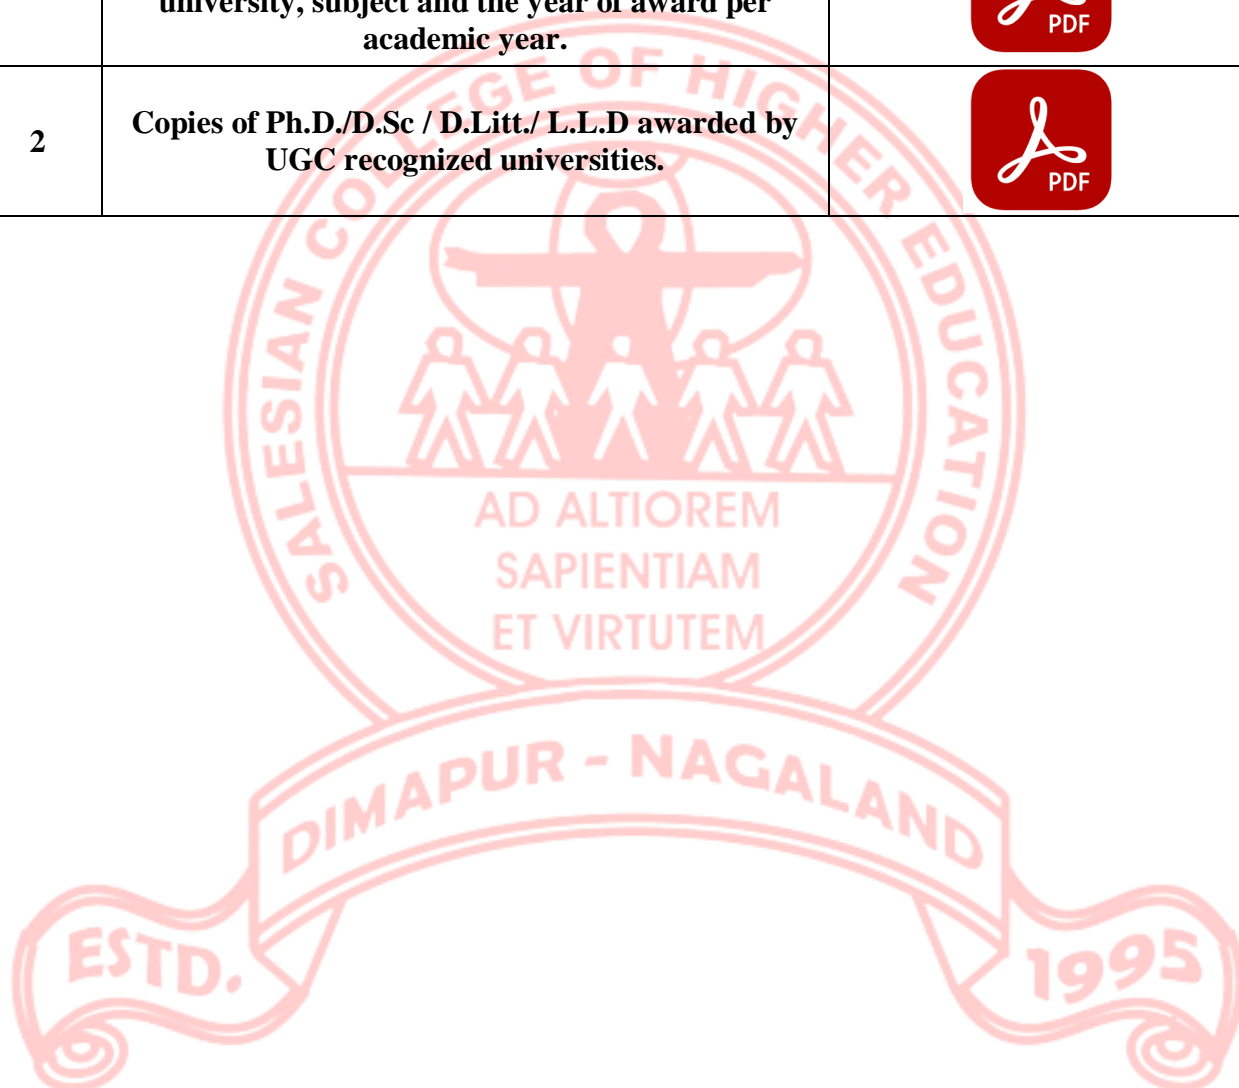 university, subject and the year of award per
academic year.
PDF
2
Copies of Ph.D./D.Sc / D.Litt./ L.L.D awarded by
UGC recognized universities.
PDF
SALESIAN COLLEGE OF HIGHER EDUCATION
AD ALTIOREM
SAPIENTIAM
ET VIRTUTEM
DIMAPUR - NAGALAND
ESTD.
1995